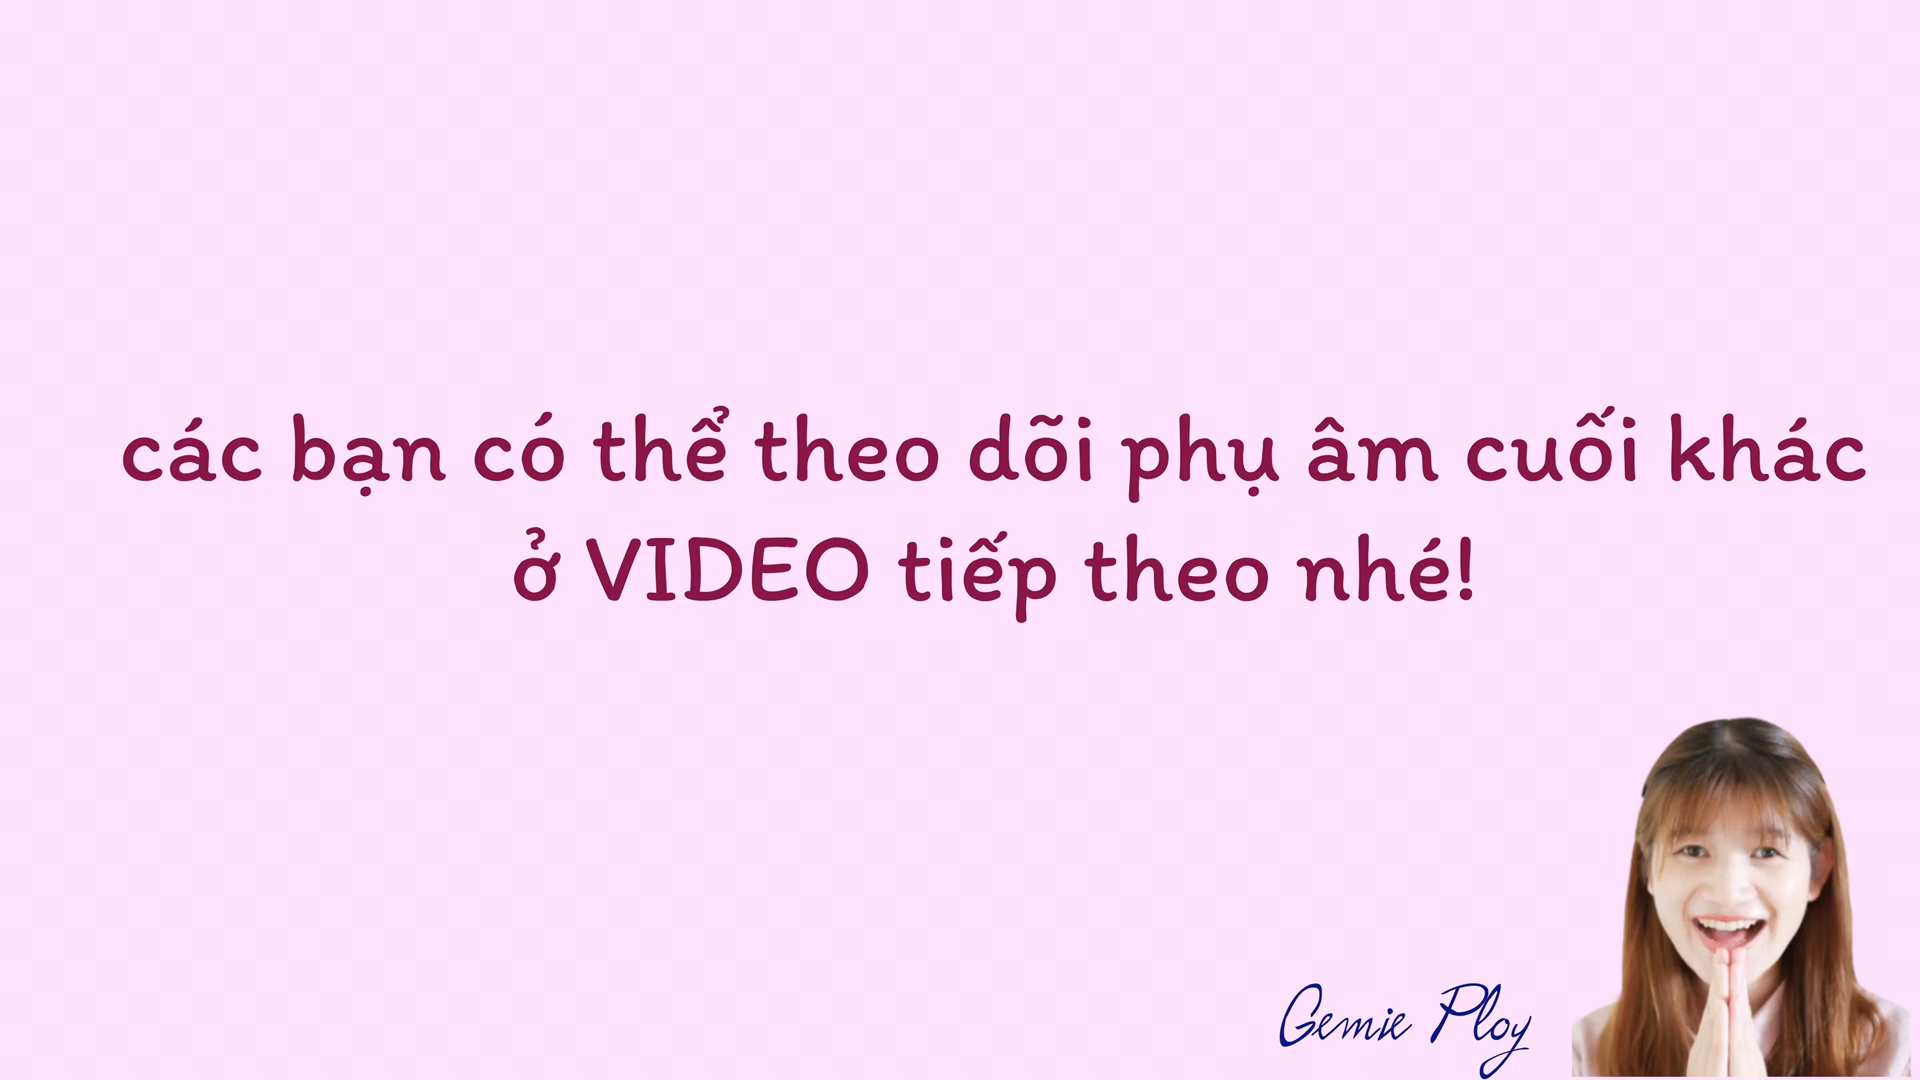 các bạn có thể theo dõi phụ âm cuối khác
ở VIDEO tiếp theo nhé!
Gemie Ploy